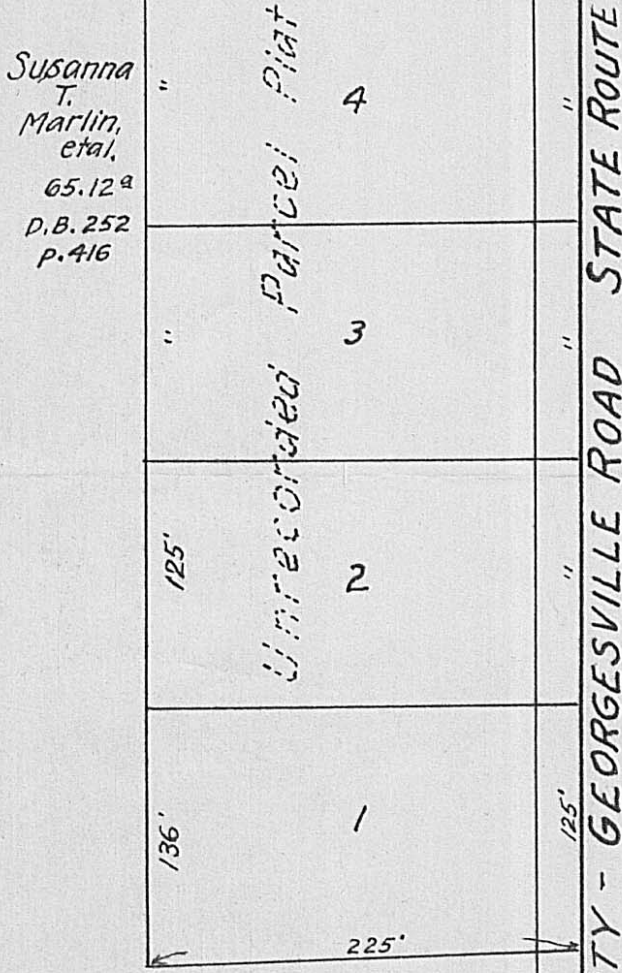 Susanna
T.
Marlin,
etal.
65.12ª
D.B. 252
P. 416
"
4
"
"
3
"
125'
2
"
136'
1
125'
225'
Unrecorded Parcel Plat
TY - GEORGESVILLE ROAD STATE ROUTE